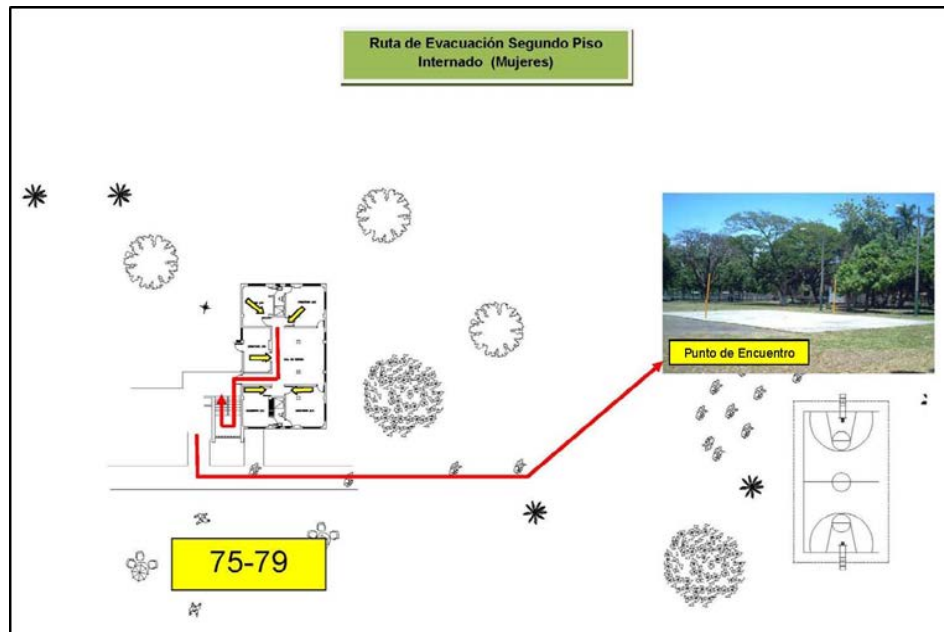 Ruta de Evacuación Segundo Piso
Internado (Mujeres)
Punto de Encuentro
75-79